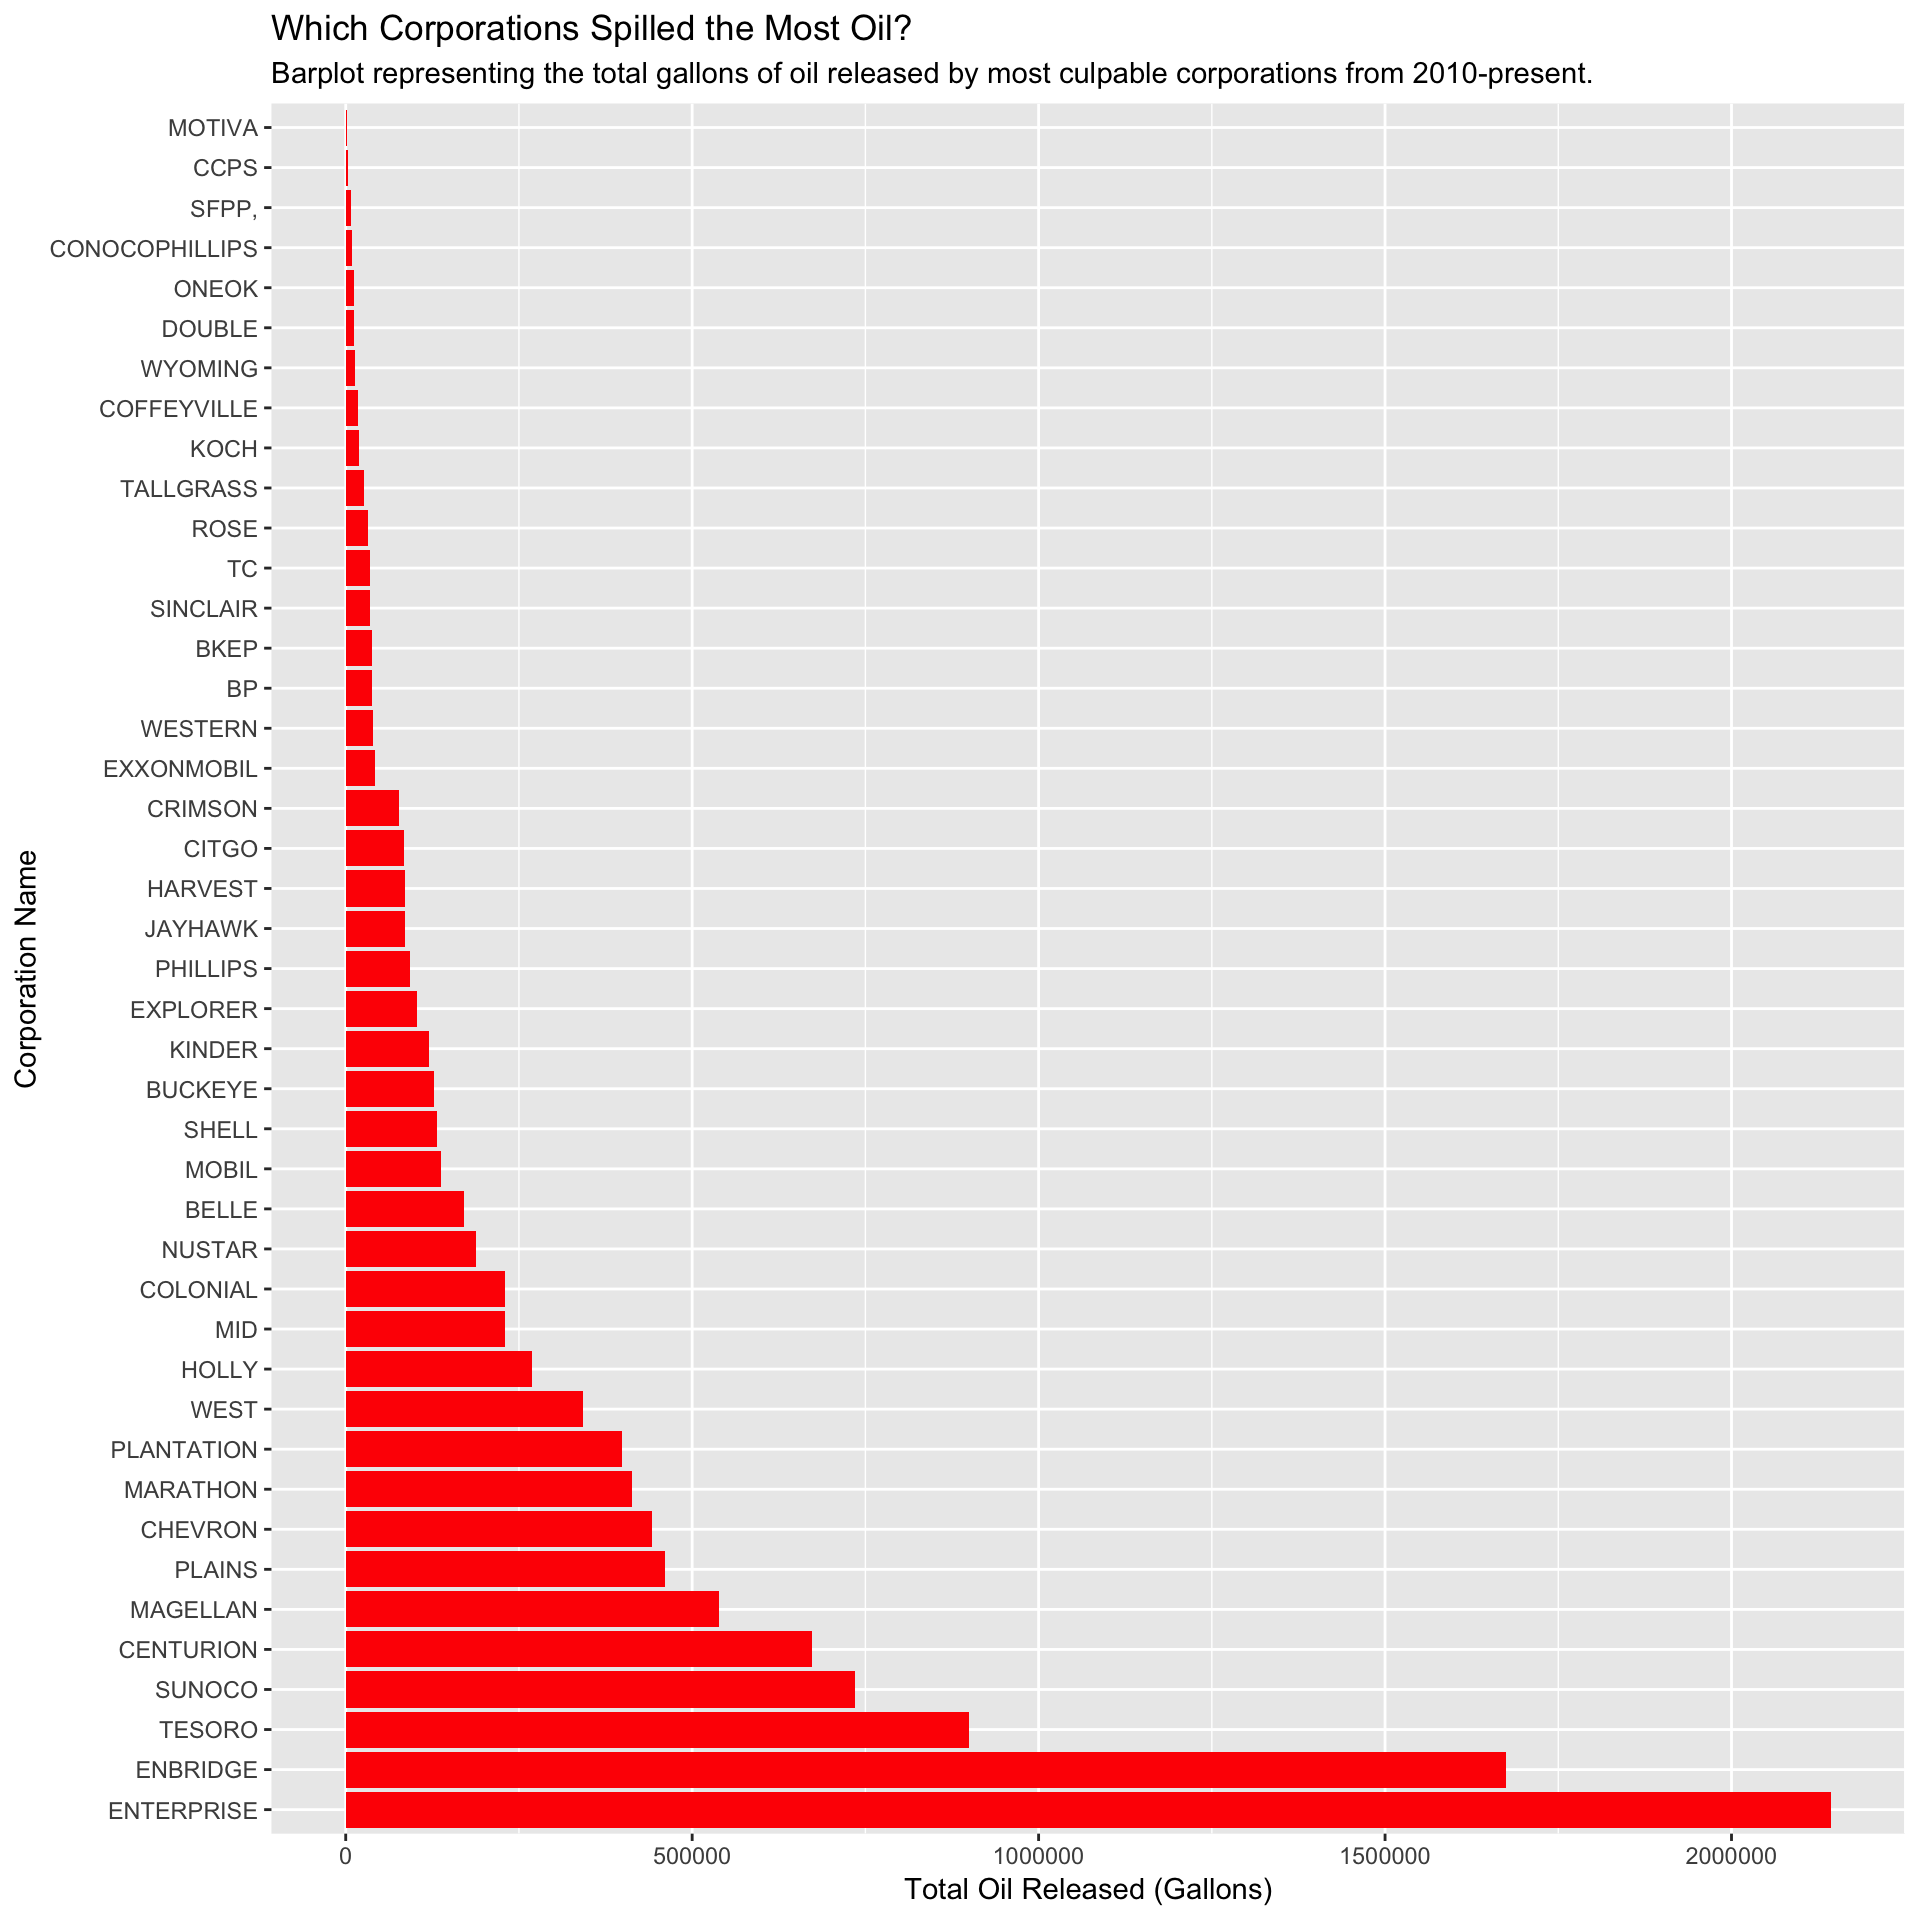 Which Corporations Spilled the Most Oil?
Barplot representing the total gallons of oil released by most culpable corporations from 2010-present.
MOTIVA
CCPS
SFPP,
CONOCOPHILLIPS
ONEOK
DOUBLE
WYOMING
COFFEYVILLE
KOCH
TALLGRASS
ROSE
TC
SINCLAIR
BKEP
BP
WESTERN
EXXONMOBIL
CRIMSON
CITGO
HARVEST
JAYHAWK
PHILLIPS
EXPLORER
KINDER
BUCKEYE
SHELL
MOBIL
BELLE
NUSTAR
COLONIAL
MID
HOLLY
WEST
PLANTATION
MARATHON
CHEVRON
PLAINS
MAGELLAN
CENTURION
SUNOCO
TESORO
ENBRIDGE
ENTERPRISE
Corporation Name
0 500000 1000000 1500000 2000000
Total Oil Released (Gallons)